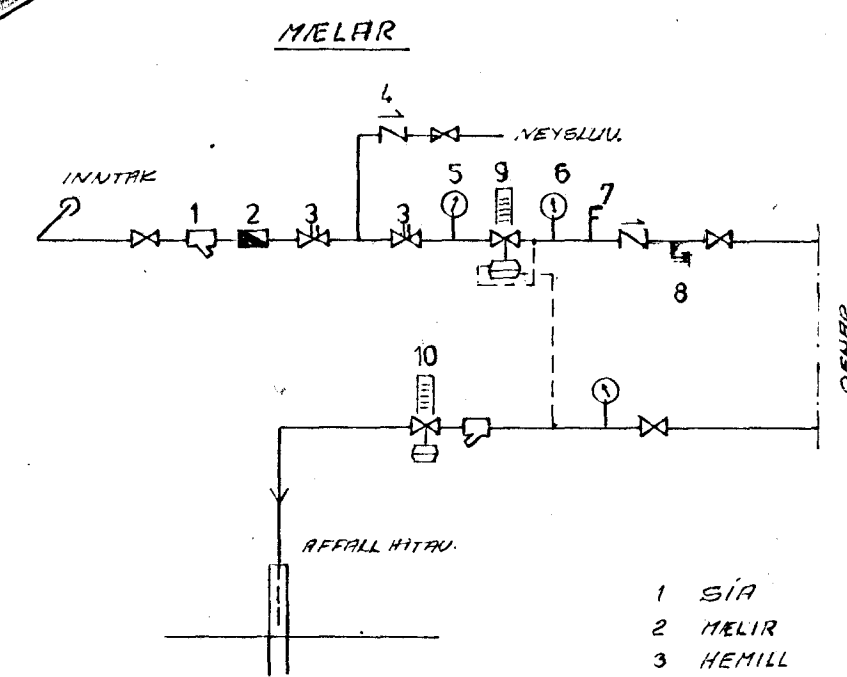 MÆLAR
4
NEYSLUV.
INNTAK
5 9 6 7
1 2 3 3
8
10
OFNAR
AFFALL HITAV.
1 SÍA
2 MÆLIR
3 HEMILL